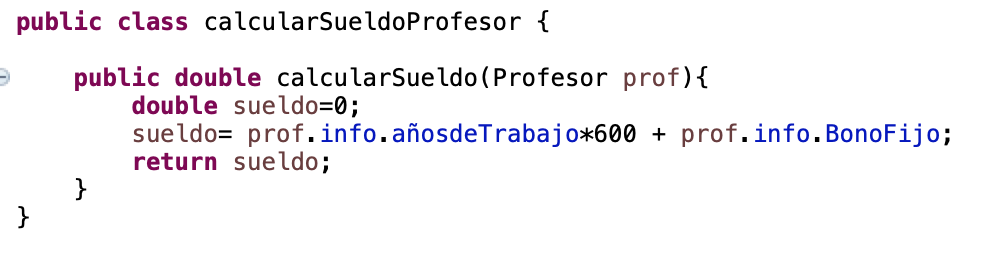 public class calcularSueldoProfesor {
public double calcularSueldo(Profesor prof){
double sueldo=0;
sueldo= prof.info.añosdeTrabajo*600 + prof.info.BonoFijo;
return sueldo;
}
}